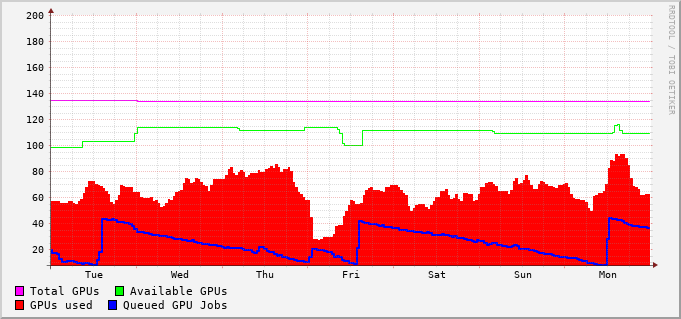 200
180
160
140
120
100
80
60
40
20
Tue Wed Thu Fri Sat Sun Mon
RRDTOOL / TOBI OETIKER
Total GPUs Available GPUs
GPUs used Queued GPU Jobs